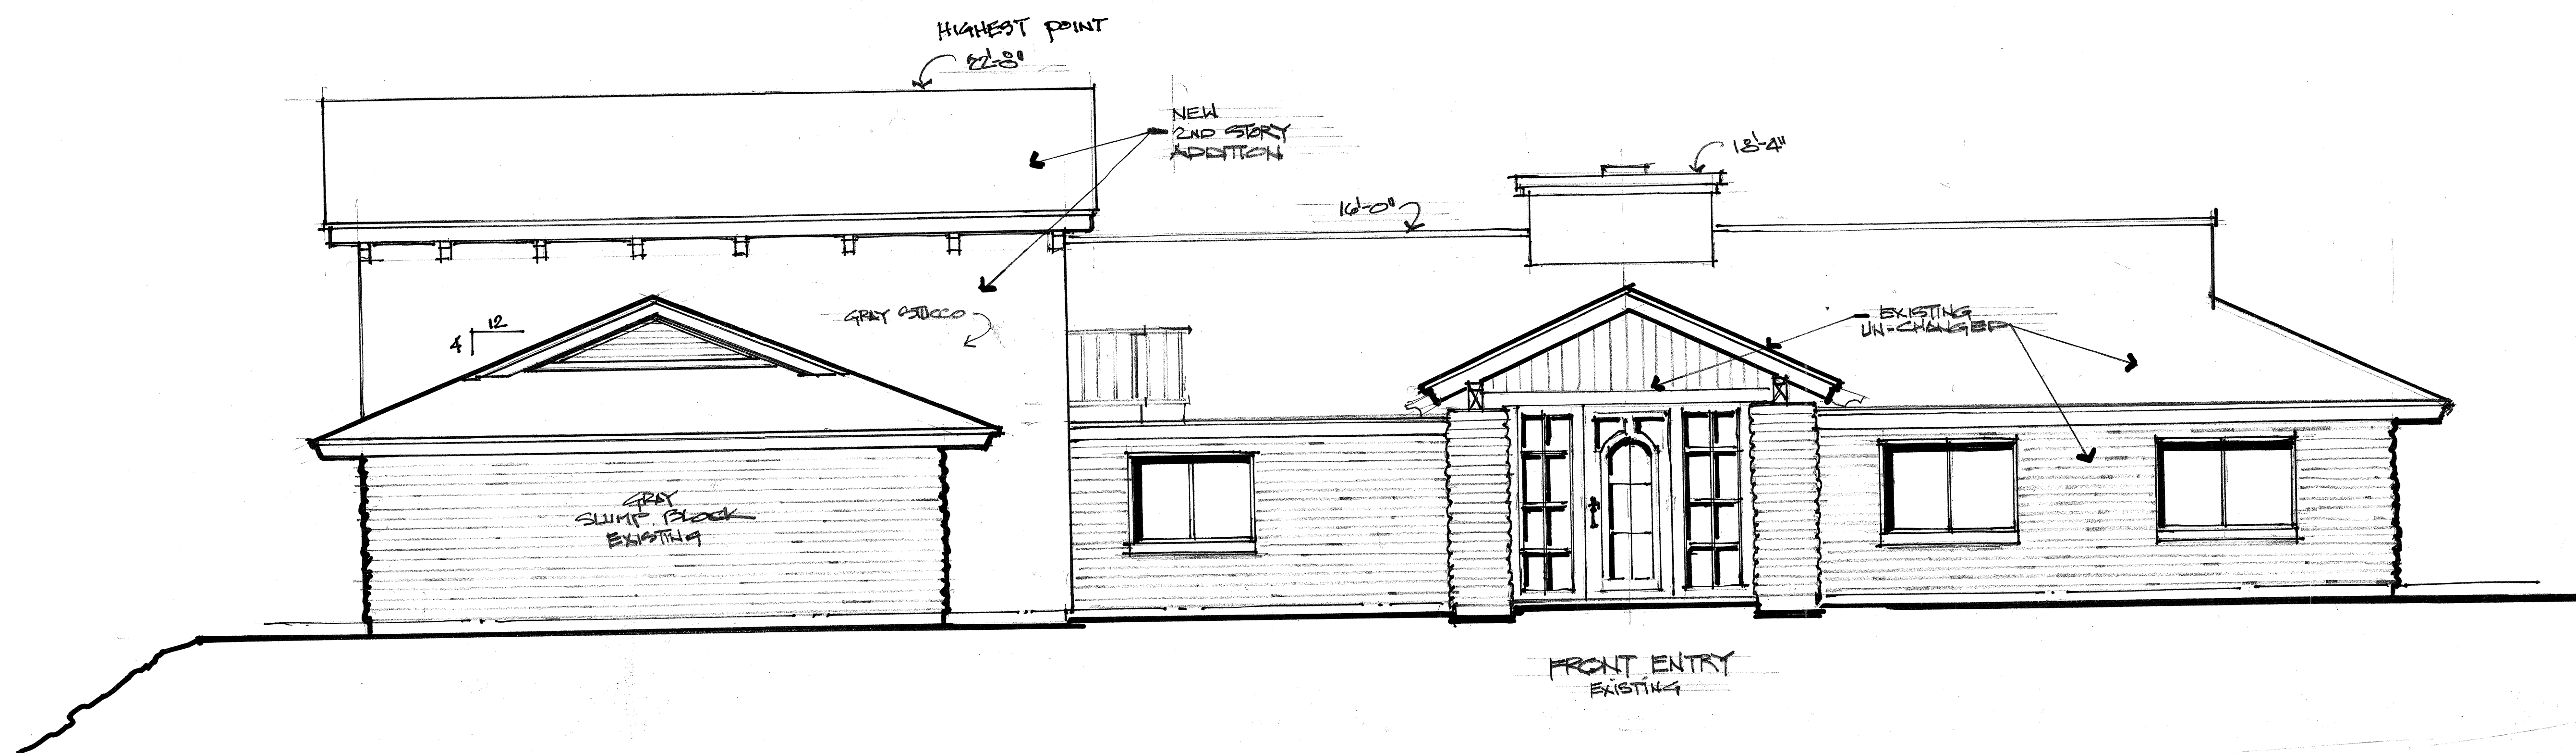 HIGHEST POINT
22'-8"
NEW
2ND STORY
ADDITION
18'-4"
16'-0"
GRAY STUCCO
12
4
EXISTING
UN-CHANGED
GRAY
SLUMP BLOCK
EXISTING
FRONT ENTRY
EXISTING